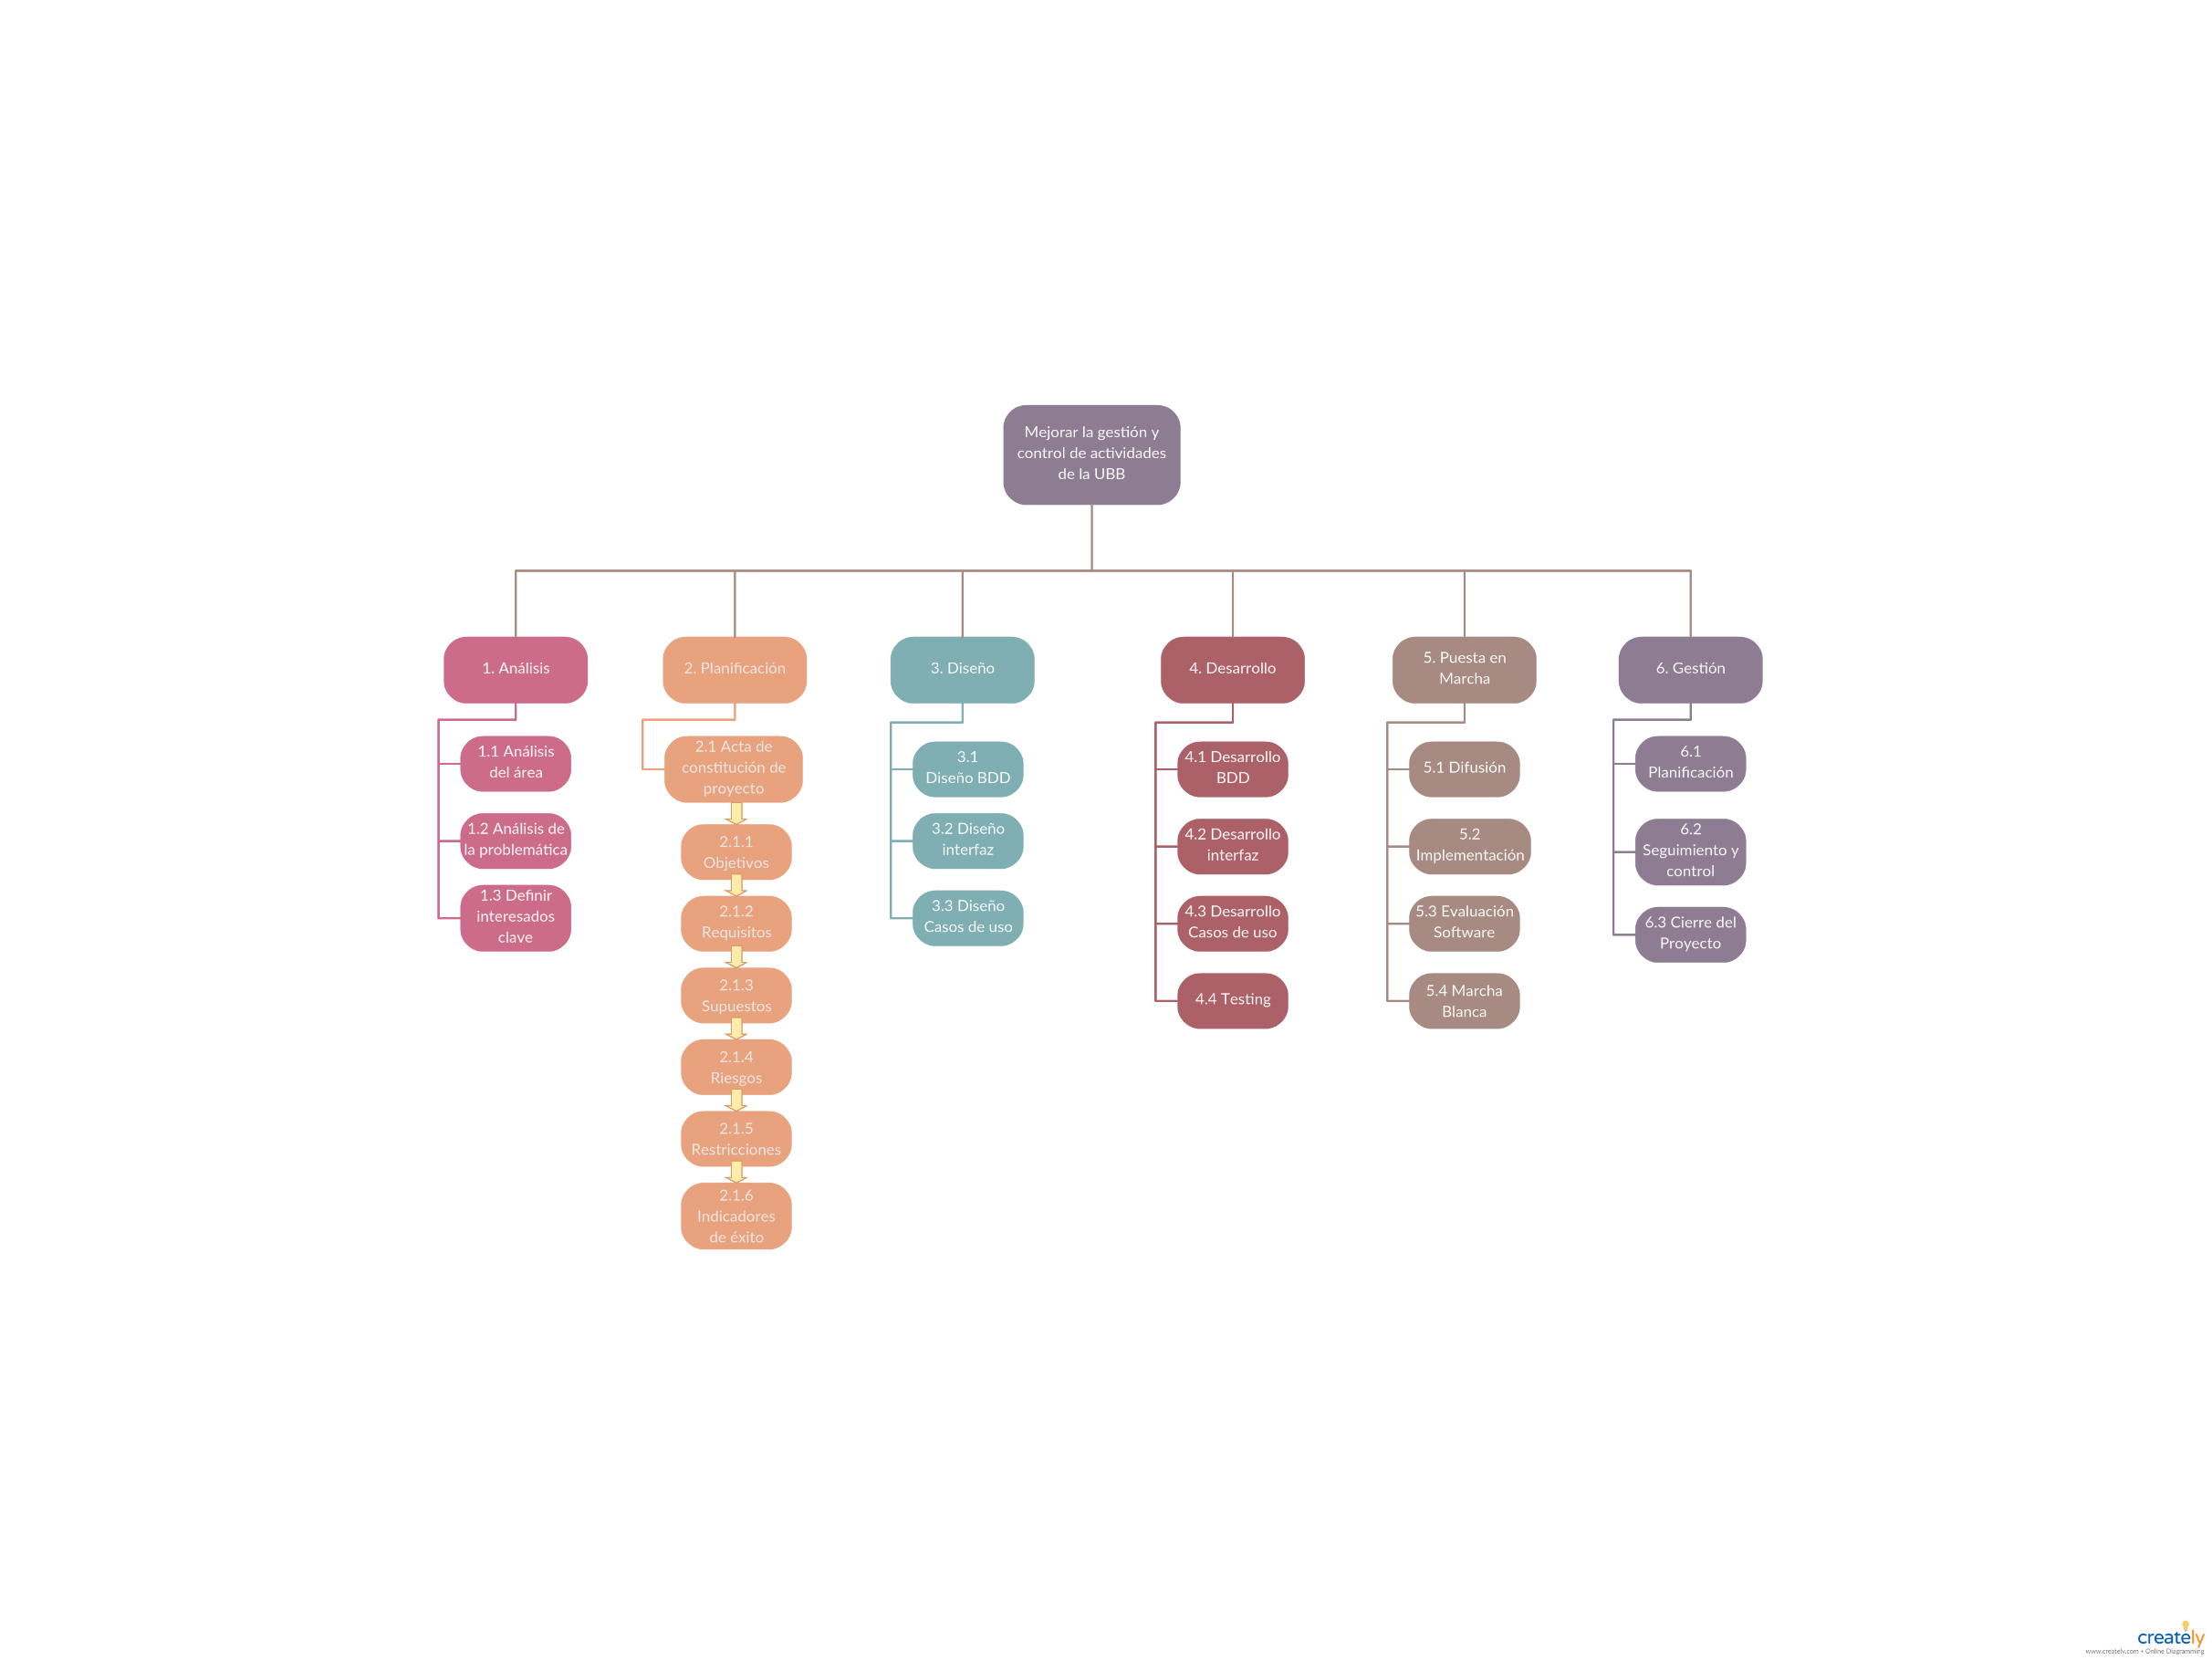 Mejorar la gestión y
control de actividades
de la UBB
1. Análisis
2. Planificación
3. Diseño
4. Desarrollo
5. Puesta en
Marcha
6. Gestión
1.1 Análisis
del área
1.2 Análisis de
la problemática
1.3 Definir
interesados
clave
2.1 Acta de
constitución de
proyecto
2.1.1
Objetivos
2.1.2
Requisitos
2.1.3
Supuestos
2.1.4
Riesgos
2.1.5
Restricciones
2.1.6
Indicadores
de éxito
3.1
Diseño BDD
3.2 Diseño
interfaz
3.3 Diseño
Casos de uso
4.1 Desarrollo
BDD
4.2 Desarrollo
interfaz
4.3 Desarrollo
Casos de uso
4.4 Testing
5.1 Difusión
5.2
Implementación
5.3 Evaluación
Software
5.4 Marcha
Blanca
6.1
Planificación
6.2
Seguimiento y
control
6.3 Cierre del
Proyecto
creately
www.creately.com • Online Diagramming